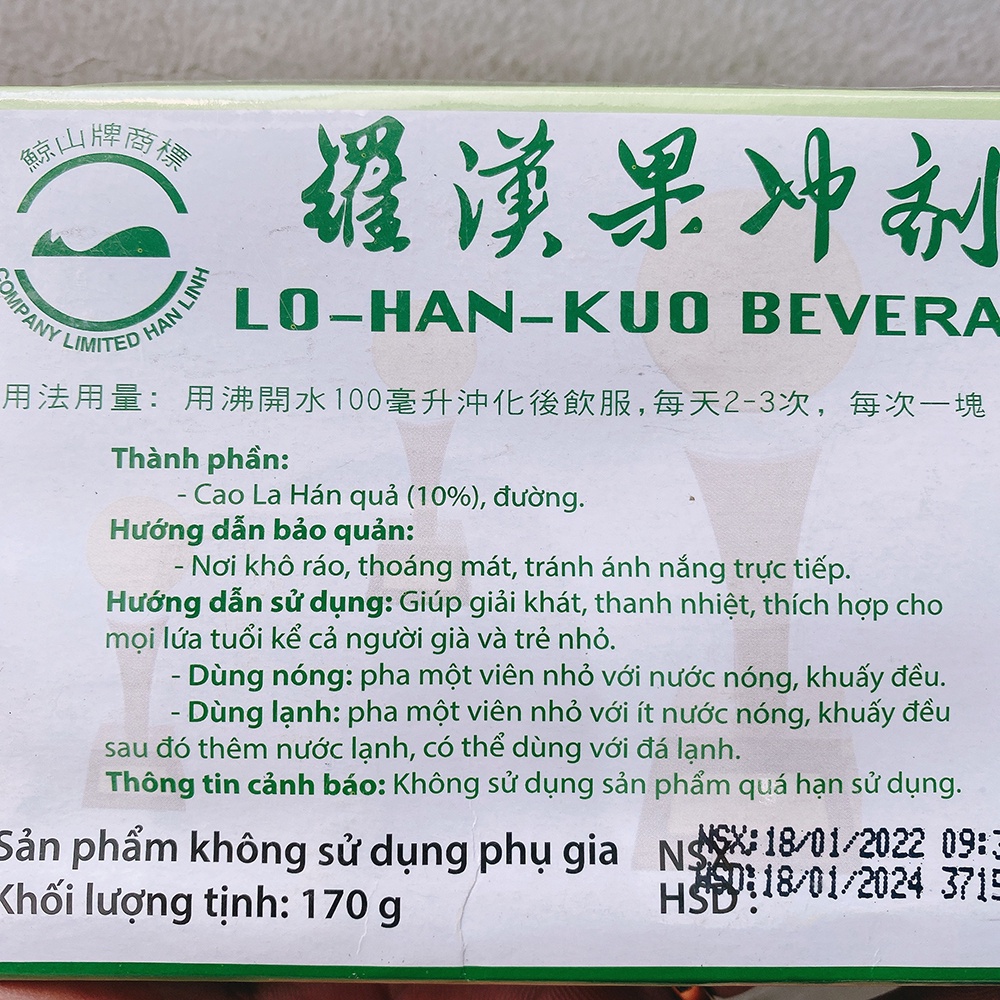 鯨山牌商標
羅漢果冲剂
COMPANY LIMITED HAN LINH
LO-HAN-KUO BEVERA
用法用量：用沸開水100毫升沖化後飲服,每天2-3次，每次一塊
Thành phần:
- Cao La Hán quả (10%), đường.
Hướng dẫn bảo quản:
- Nơi khô ráo, thoáng mát, tránh ánh nắng trực tiếp.
Hướng dẫn sử dụng: Giúp giải khát, thanh nhiệt, thích hợp cho
mọi lứa tuổi kể cả người già và trẻ nhỏ.
- Dùng nóng: pha một viên nhỏ với nước nóng, khuấy đều.
- Dùng lạnh: pha một viên nhỏ với ít nước nóng, khuấy đều
sau đó thêm nước lạnh, có thể dùng với đá lạnh.
Thông tin cảnh báo: Không sử dụng sản phẩm quá hạn sử dụng.
Sản phẩm không sử dụng phụ gia
Khối lượng tịnh: 170 g
NSX NSX:18/01/2022 09:3
HSD : HSD:18/01/2024 3715